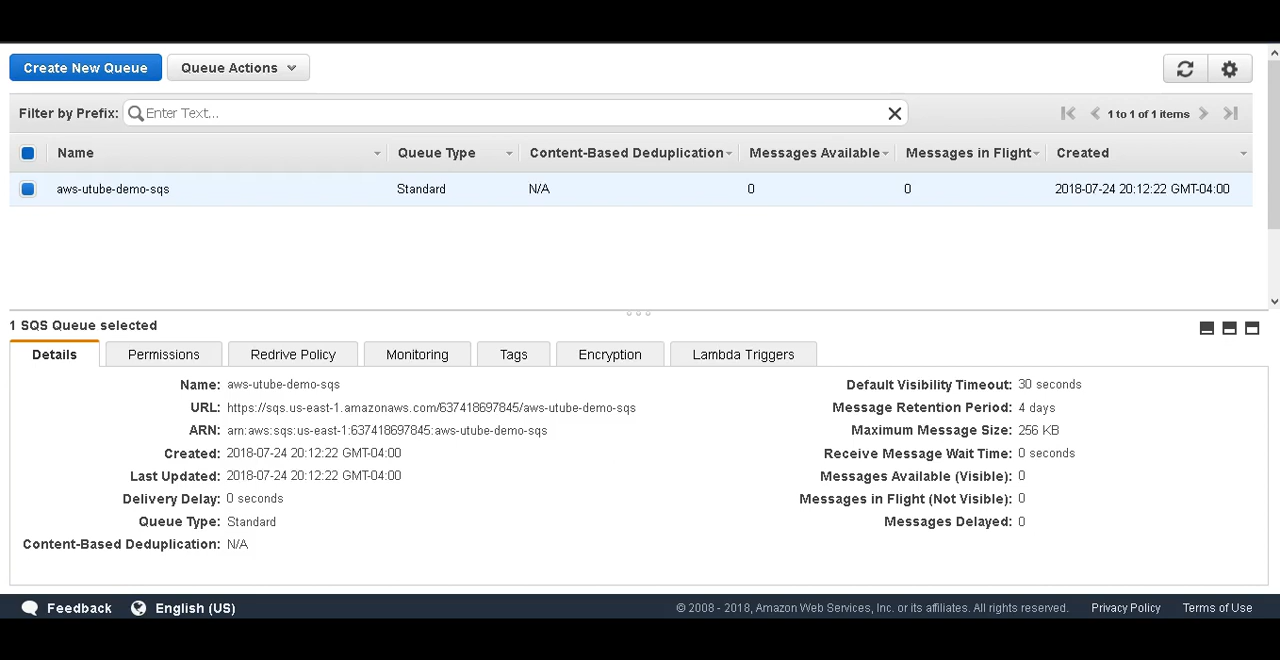 Create New Queue Queue Actions
Filter by Prefix: Enter Text... 1 to 1 of 1 items
Name Queue Type Content-Based Deduplication Messages Available Messages in Flight Created
aws-utube-demo-sqs Standard N/A 0 0 2018-07-24 20:12:22 GMT-04:00
1 SQS Queue selected
Details Permissions Redrive Policy Monitoring Tags Encryption Lambda Triggers
Name: aws-utube-demo-sqs
URL: https://sqs.us-east-1.amazonaws.com/637418697845/aws-utube-demo-sqs
ARN: arn:aws:sqs:us-east-1:637418697845:aws-utube-demo-sqs
Created: 2018-07-24 20:12:22 GMT-04:00
Last Updated: 2018-07-24 20:12:22 GMT-04:00
Delivery Delay: 0 seconds
Queue Type: Standard
Content-Based Deduplication: N/A
Default Visibility Timeout: 30 seconds
Message Retention Period: 4 days
Maximum Message Size: 256 KB
Receive Message Wait Time: 0 seconds
Messages Available (Visible): 0
Messages in Flight (Not Visible): 0
Messages Delayed: 0
Feedback English (US) © 2008 - 2018, Amazon Web Services, Inc. or its affiliates. All rights reserved. Privacy Policy Terms of Use